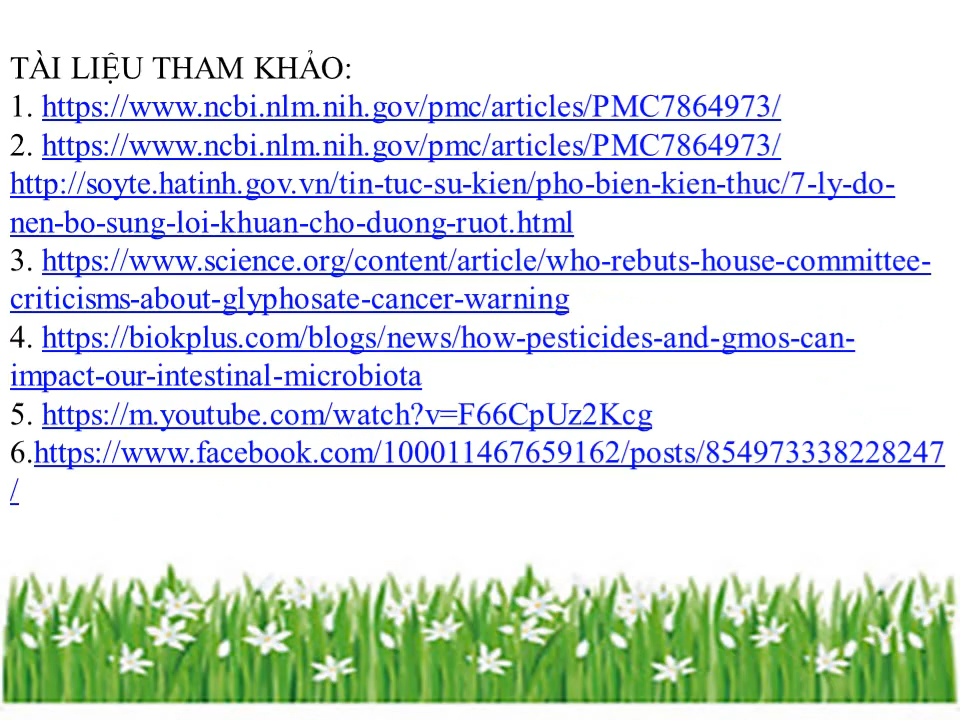 TÀI LIỆU THAM KHẢO:
1. https://www.ncbi.nlm.nih.gov/pmc/articles/PMC7864973/
2. https://www.ncbi.nlm.nih.gov/pmc/articles/PMC7864973/
http://soyte.hatinh.gov.vn/tin-tuc-su-kien/pho-bien-kien-thuc/7-ly-do-
nen-bo-sung-loi-khuan-cho-duong-ruot.html
3. https://www.science.org/content/article/who-rebuts-house-committee-
criticisms-about-glyphosate-cancer-warning
4. https://biokplus.com/blogs/news/how-pesticides-and-gmos-can-
impact-our-intestinal-microbiota
5. https://m.youtube.com/watch?v=F66CpUz2Kcg
6.https://www.facebook.com/100011467659162/posts/854973338228247
/